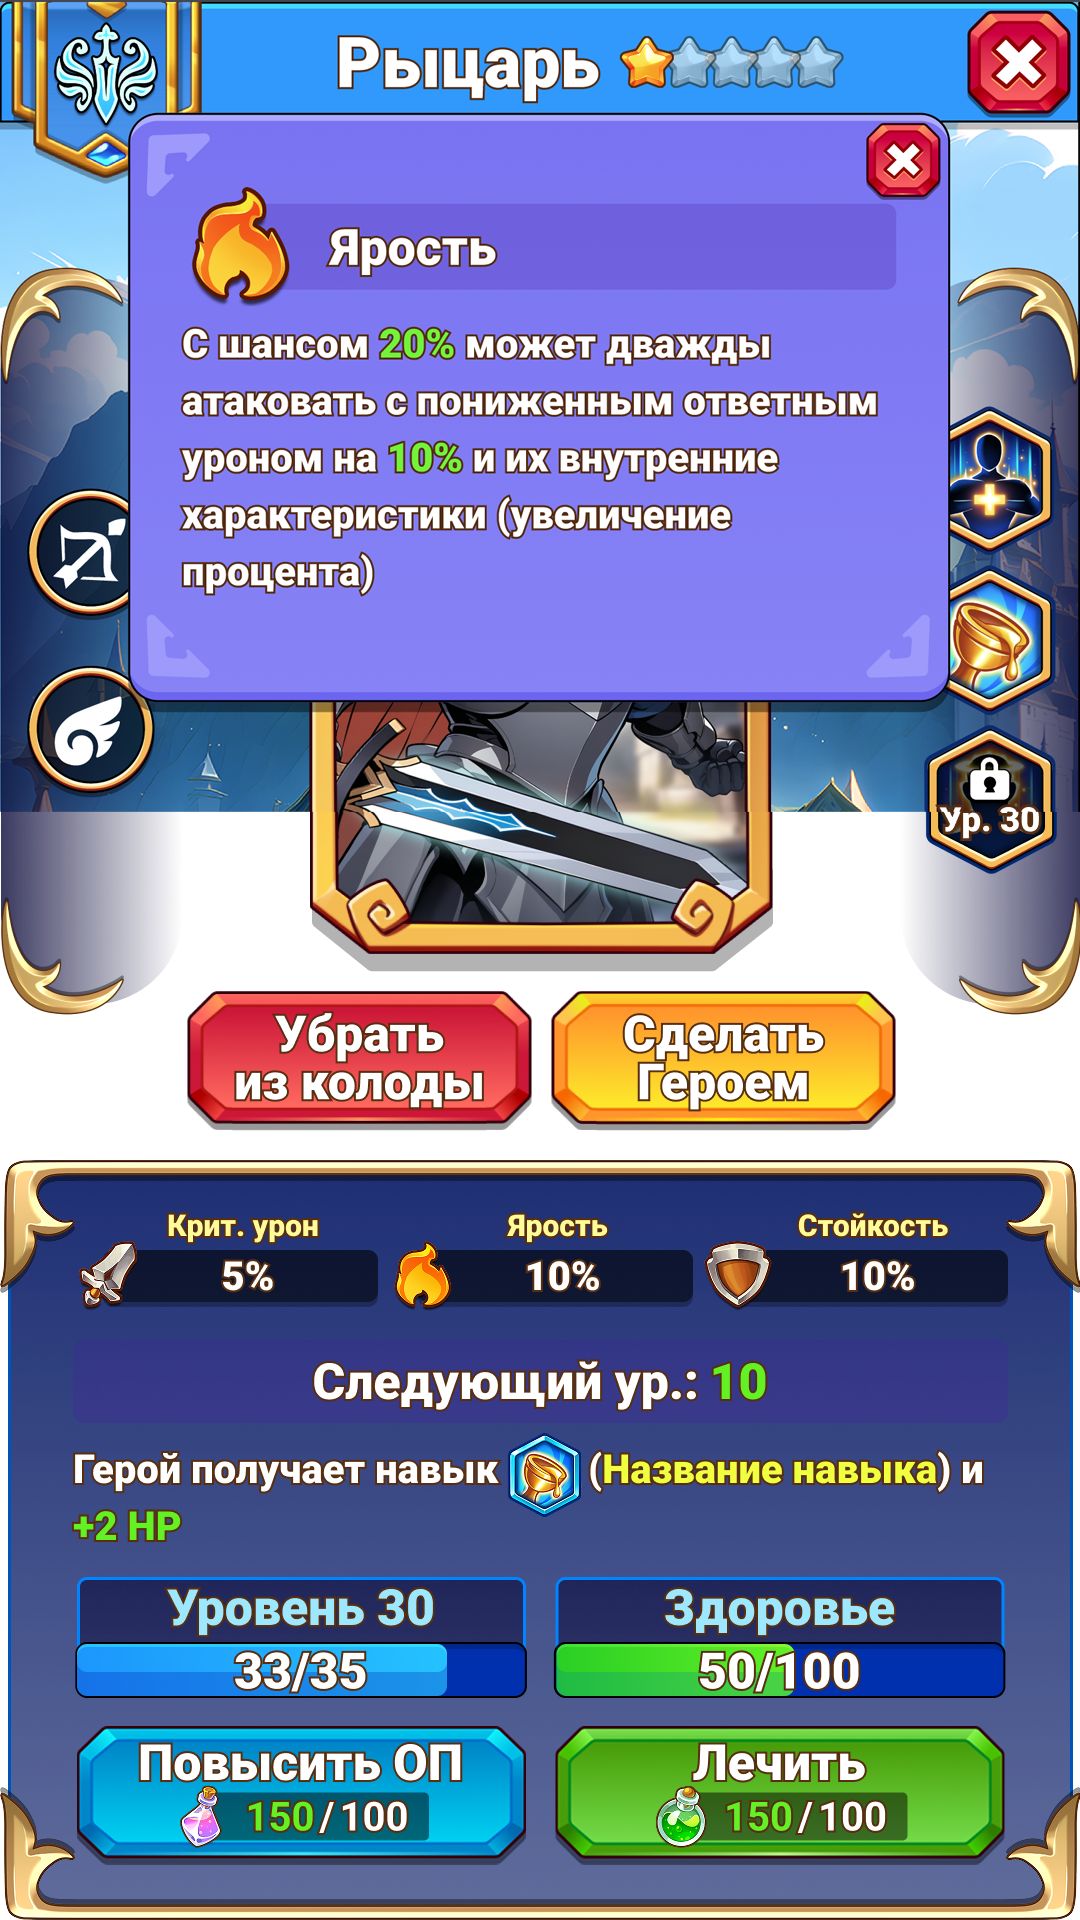 Рыцарь
Ярость
С шансом 20% может дважды
атаковать с пониженным ответным
уроном на 10% и их внутренние
характеристики (увеличение
процента)
Ур. 30
Убрать
из колоды
Сделать
Героем
Крит. урон
Ярость
Стойкость
5%
10%
10%
Следующий ур.: 10
Герой получает навык (Название навыка) и
+2 HP
Уровень 30
Здоровье
33/35
50/100
Повысить ОП
Лечить
150/100
150/100